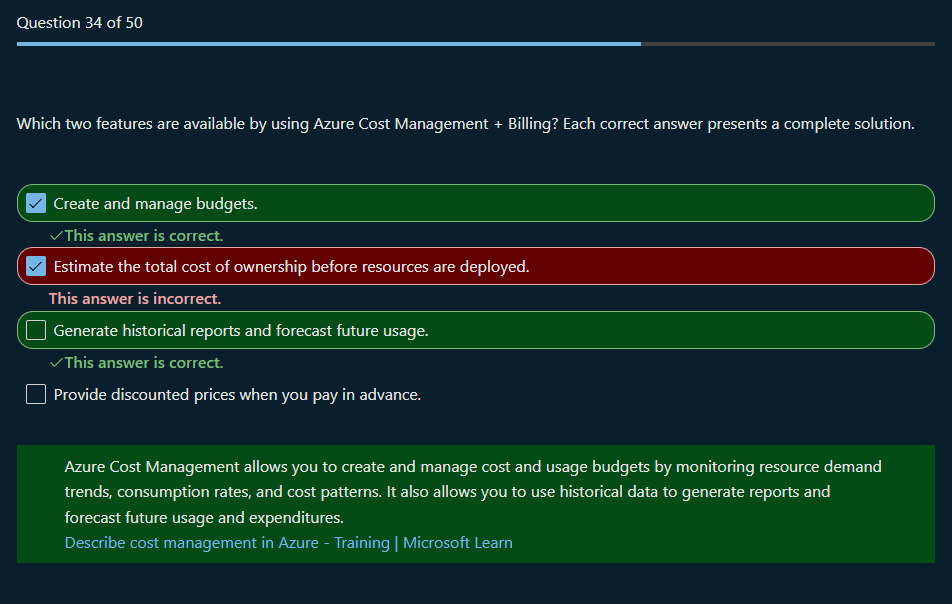 Question 34 of 50
Which two features are available by using Azure Cost Management + Billing? Each correct answer presents a complete solution.
Create and manage budgets.
✓This answer is correct.
Estimate the total cost of ownership before resources are deployed.
This answer is incorrect.
Generate historical reports and forecast future usage.
✓This answer is correct.
Provide discounted prices when you pay in advance.
Azure Cost Management allows you to create and manage cost and usage budgets by monitoring resource demand
trends, consumption rates, and cost patterns. It also allows you to use historical data to generate reports and
forecast future usage and expenditures.
Describe cost management in Azure - Training | Microsoft Learn